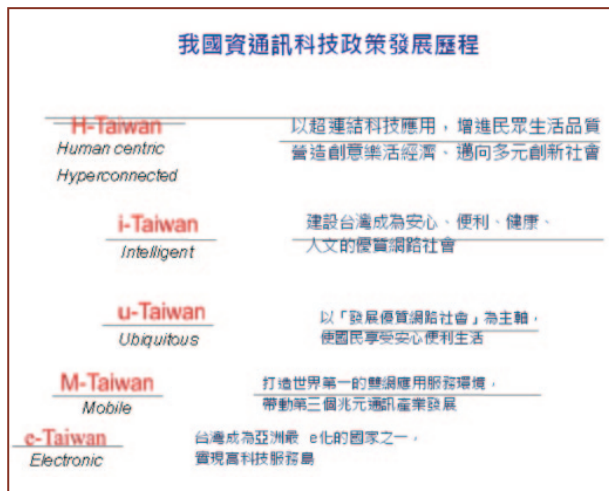 我國資通訊科技政策發展歷程
H-Taiwan
Human centric
Hyperconnected
以超連結科技應用，增進民眾生活品質
營造創意樂活經濟、邁向多元創新社會
i-Taiwan
Intelligent
建設台灣成為安心、便利、健康、
人文的優質網路社會
u-Taiwan
Ubiquitous
以「發展優質網路社會」為主軸，
使國民享受安心便利生活
M-Taiwan
Mobile
打造世界第一的雙網應用服務環境，
帶動第三個兆元通訊產業發展
e-Taiwan
Electronic
台灣成為亞洲最 e化的國家之一，
實現高科技服務島